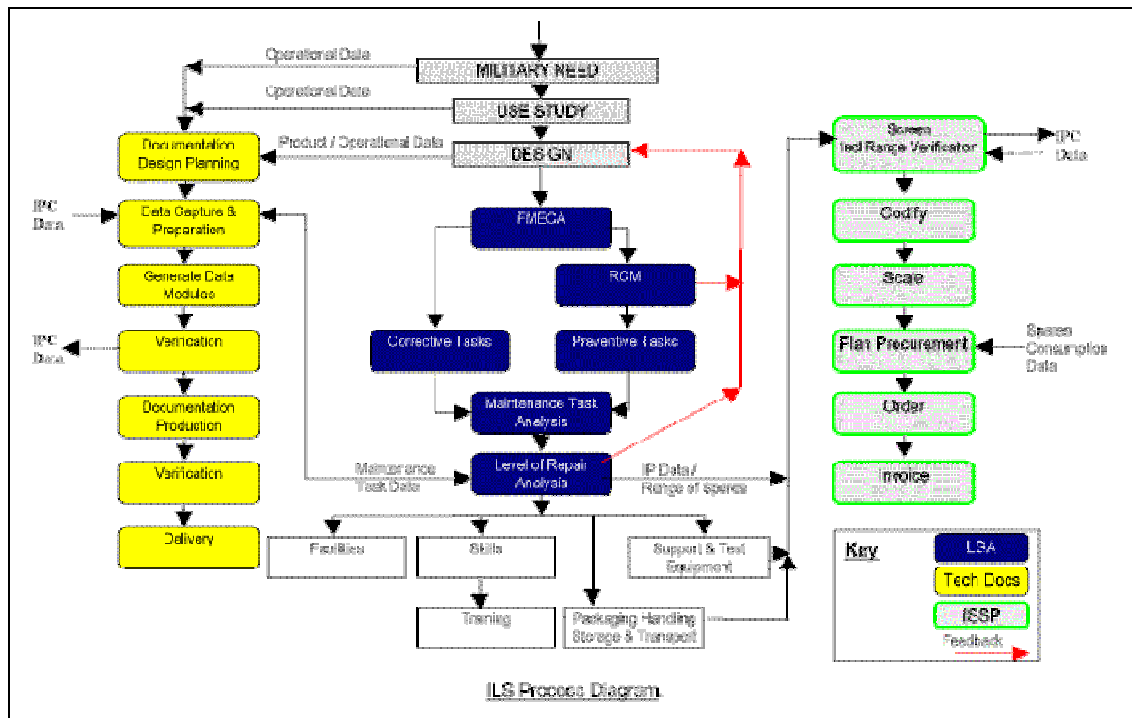 Operational Data
MILITARY NEED
Operational Data
USE STUDY
Product / Operational Data
DESIGN
Documentation
Design Planning
IPC
Data
Data Capture &
Preparation
Generate Data
Modules
IPC
Data
Verification
Documentation
Production
Verification
Delivery
FMECA
RCM
Corrective Tasks
Preventive Tasks
Maintenance Task
Analysis
Level of Repair
Analysis
Maintenance
Task Data
IP Data /
Range of spares
Facilities
Skills
Support & Test
Equipment
Training
Packaging Handling
Storage & Transport
Range Verificator
IPC
Data
Codify
Scale
Plan Procurement
Spares
Consumption
Data
Order
Invoice
Key
LSA
Tech Docs
ISSP
Feedback
ILS Process Diagram